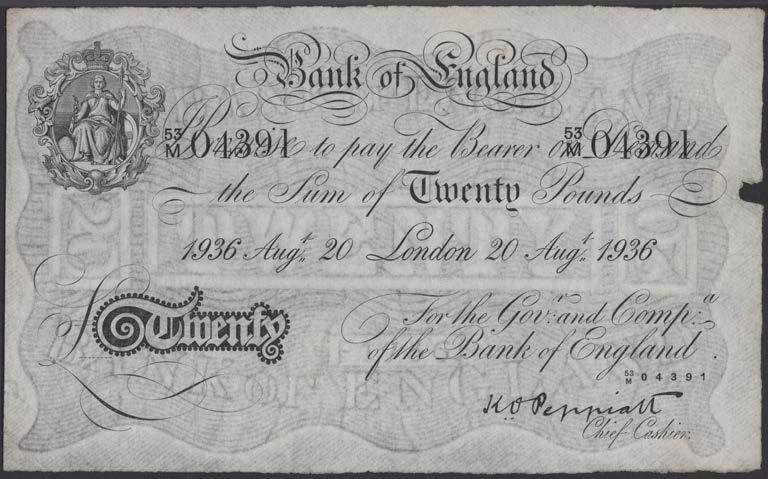 Bank of England
53/M 04391 53/M 04391
Promise to pay the Bearer on Demand
the Sum of Twenty Pounds
1936 Augt. 20 London 20 Augt. 1936
£ Twenty
For the Govr. and Compa.
of the Bank of England.
53/M 04391
K O Peppiatt
Chief Cashier.